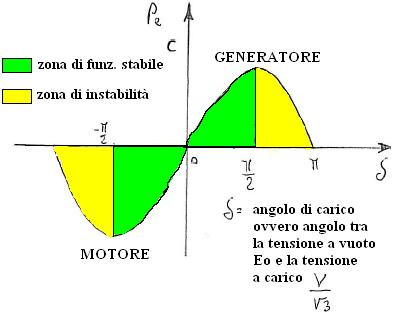 Pe
C
GENERATORE
zona di funz. stabile
zona di instabilità
-π/2
0
π/2
π
δ
δ= angolo di carico
ovvero angolo tra
la tensione a vuoto
Eo e la tensione
a carico V/√3
MOTORE